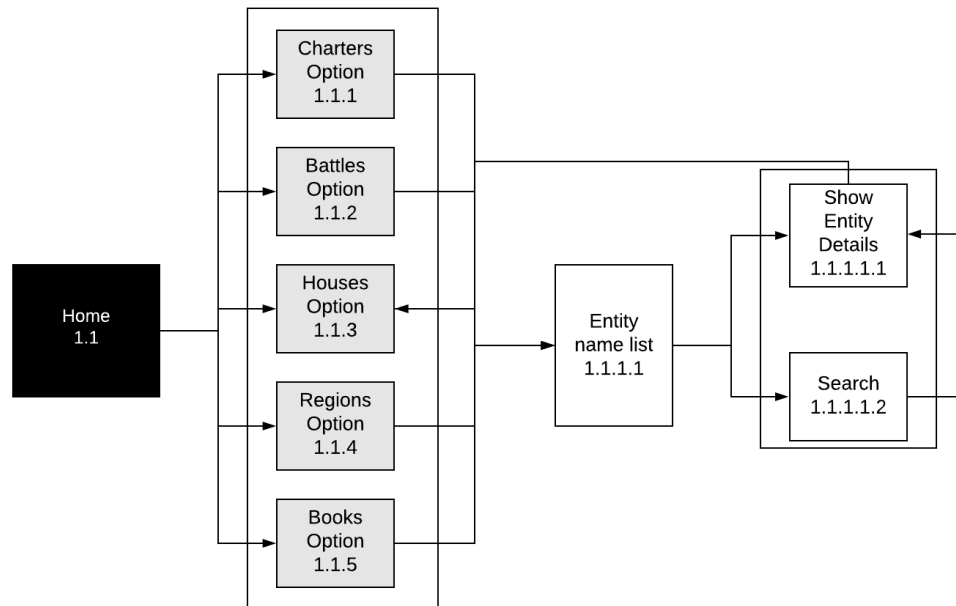 Home
1.1
Charters
Option
1.1.1
Battles
Option
1.1.2
Houses
Option
1.1.3
Regions
Option
1.1.4
Books
Option
1.1.5
Entity
name list
1.1.1.1
Show
Entity
Details
1.1.1.1.1
Search
1.1.1.1.2